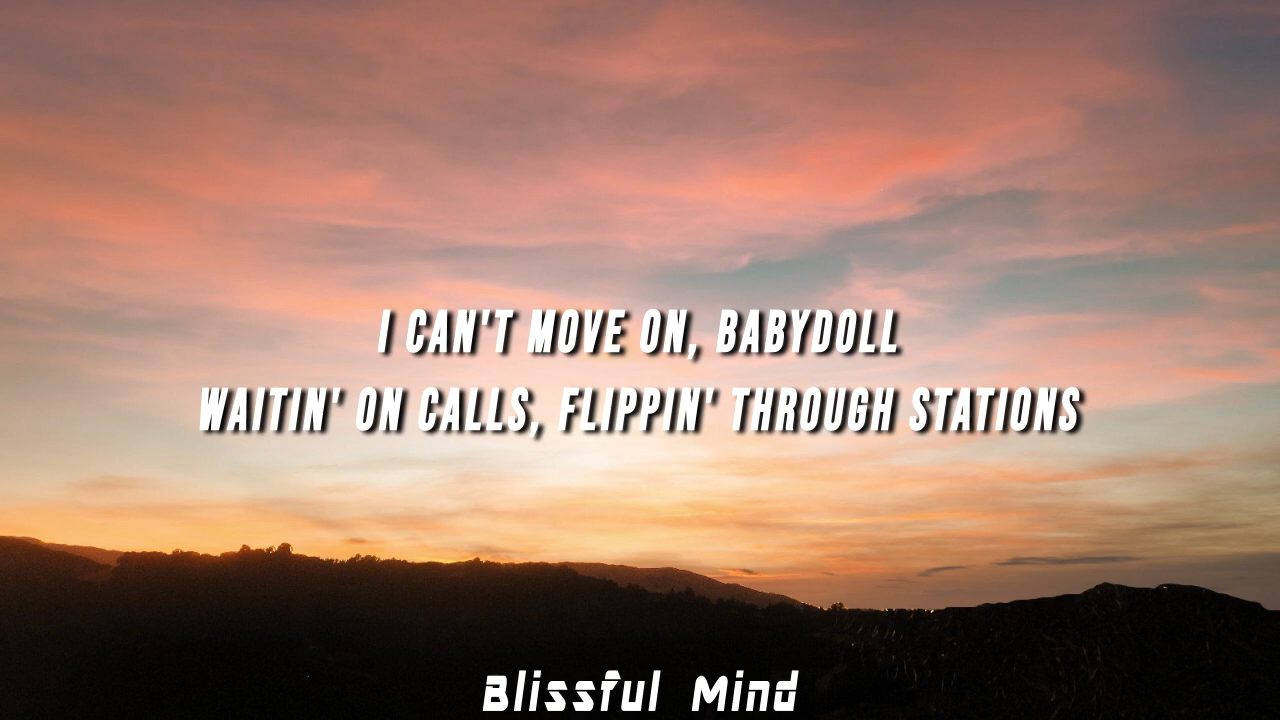 I CAN'T MOVE ON, BABYDOLL
WAITIN' ON CALLS, FLIPPIN' THROUGH STATIONS
Blissful Mind